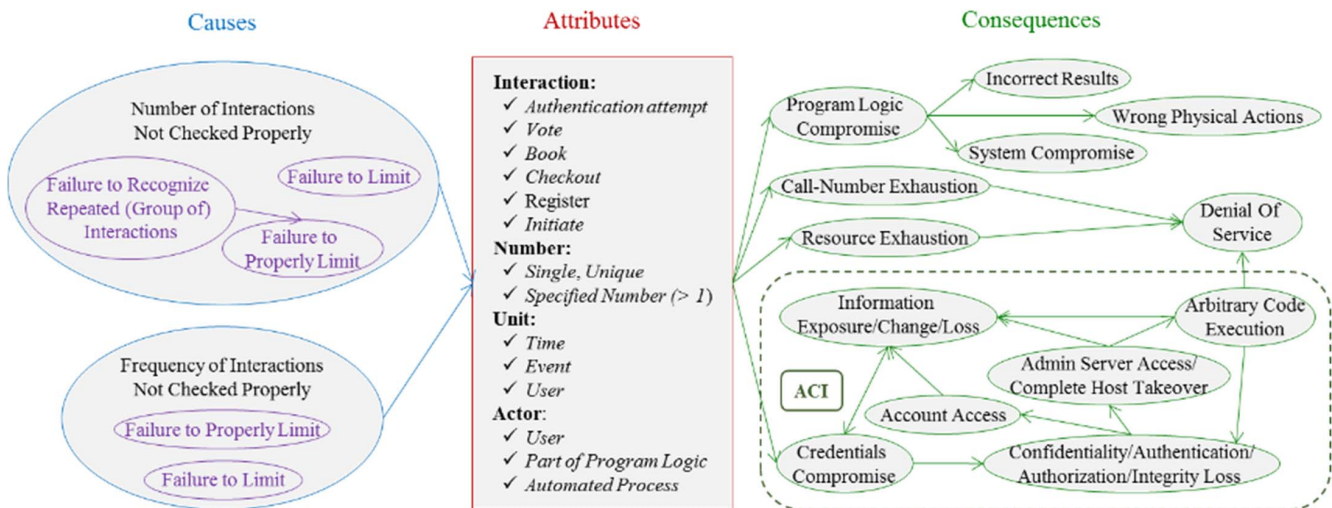 Causes
Attributes
Consequences
Number of Interactions
Not Checked Properly
Failure to Recognize
Repeated (Group of)
Interactions
Failure to Limit
Failure to
Properly Limit
Frequency of Interactions
Not Checked Properly
Failure to Properly Limit
Failure to Limit
Interaction:
✓ Authentication attempt
✓ Vote
✓ Book
✓ Checkout
✓ Register
✓ Initiate
Number:
✓ Single, Unique
✓ Specified Number (> 1)
Unit:
✓ Time
✓ Event
✓ User
Actor:
✓ User
✓ Part of Program Logic
✓ Automated Process
Program Logic
Compromise
Incorrect Results
Wrong Physical Actions
System Compromise
Call-Number Exhaustion
Resource Exhaustion
Denial Of
Service
Information
Exposure/Change/Loss
Arbitrary Code
Execution
Admin Server Access/
Complete Host Takeover
ACI
Account Access
Credentials
Compromise
Confidentiality/Authentication/
Authorization/Integrity Loss